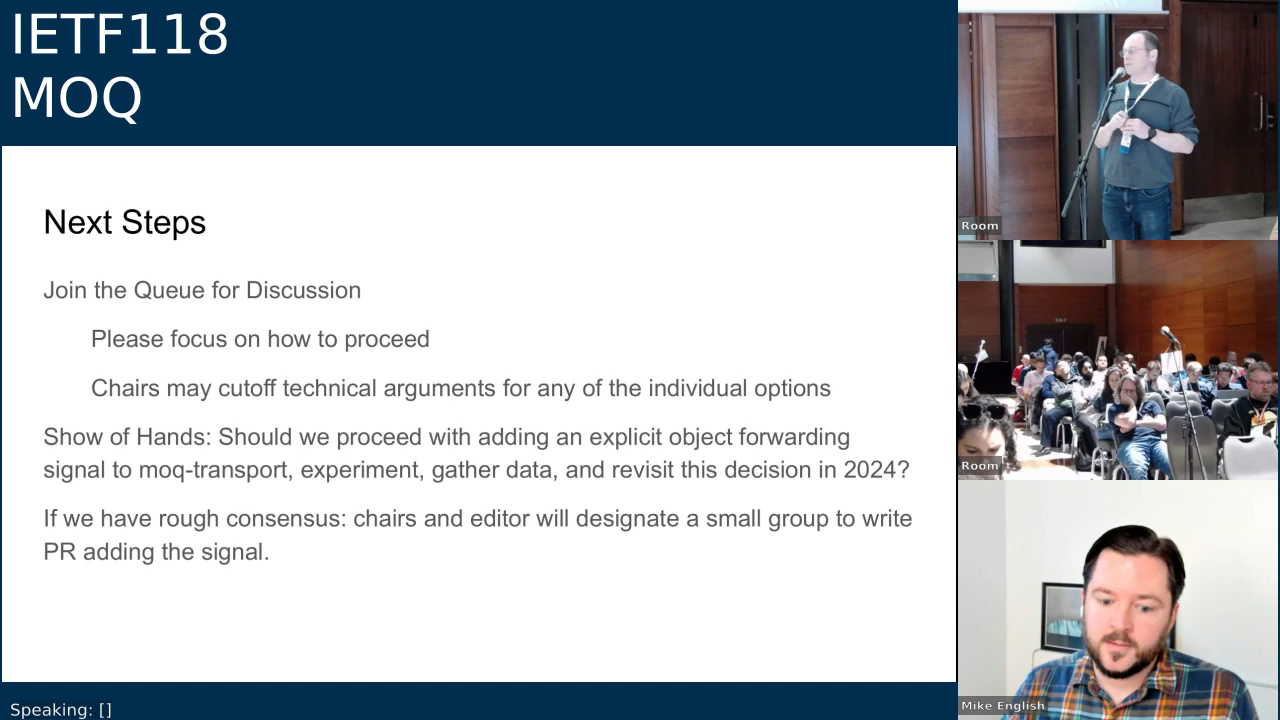 IETF118
MOQ
Next Steps
Join the Queue for Discussion
Please focus on how to proceed
Chairs may cutoff technical arguments for any of the individual options
Show of Hands: Should we proceed with adding an explicit object forwarding
signal to moq-transport, experiment, gather data, and revisit this decision in 2024?
If we have rough consensus: chairs and editor will designate a small group to write
PR adding the signal.
Speaking: []
Room
Room
Mike English